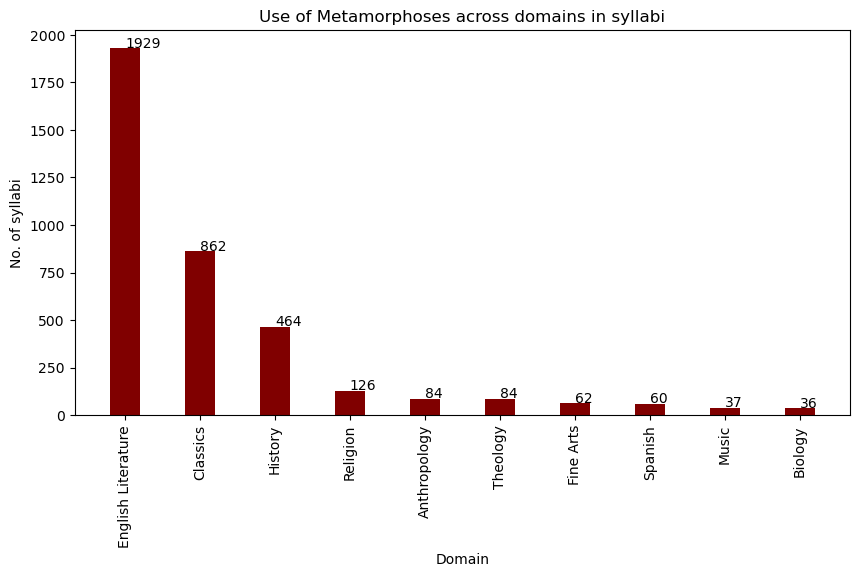 Use of Metamorphoses across domains in syllabi
No. of syllabi
2000
1750
1500
1250
1000
750
500
250
0
1929
862
464
126
84
84
62
60
37
36
English Literature
Classics
History
Religion
Anthropology
Theology
Fine Arts
Spanish
Music
Biology
Domain